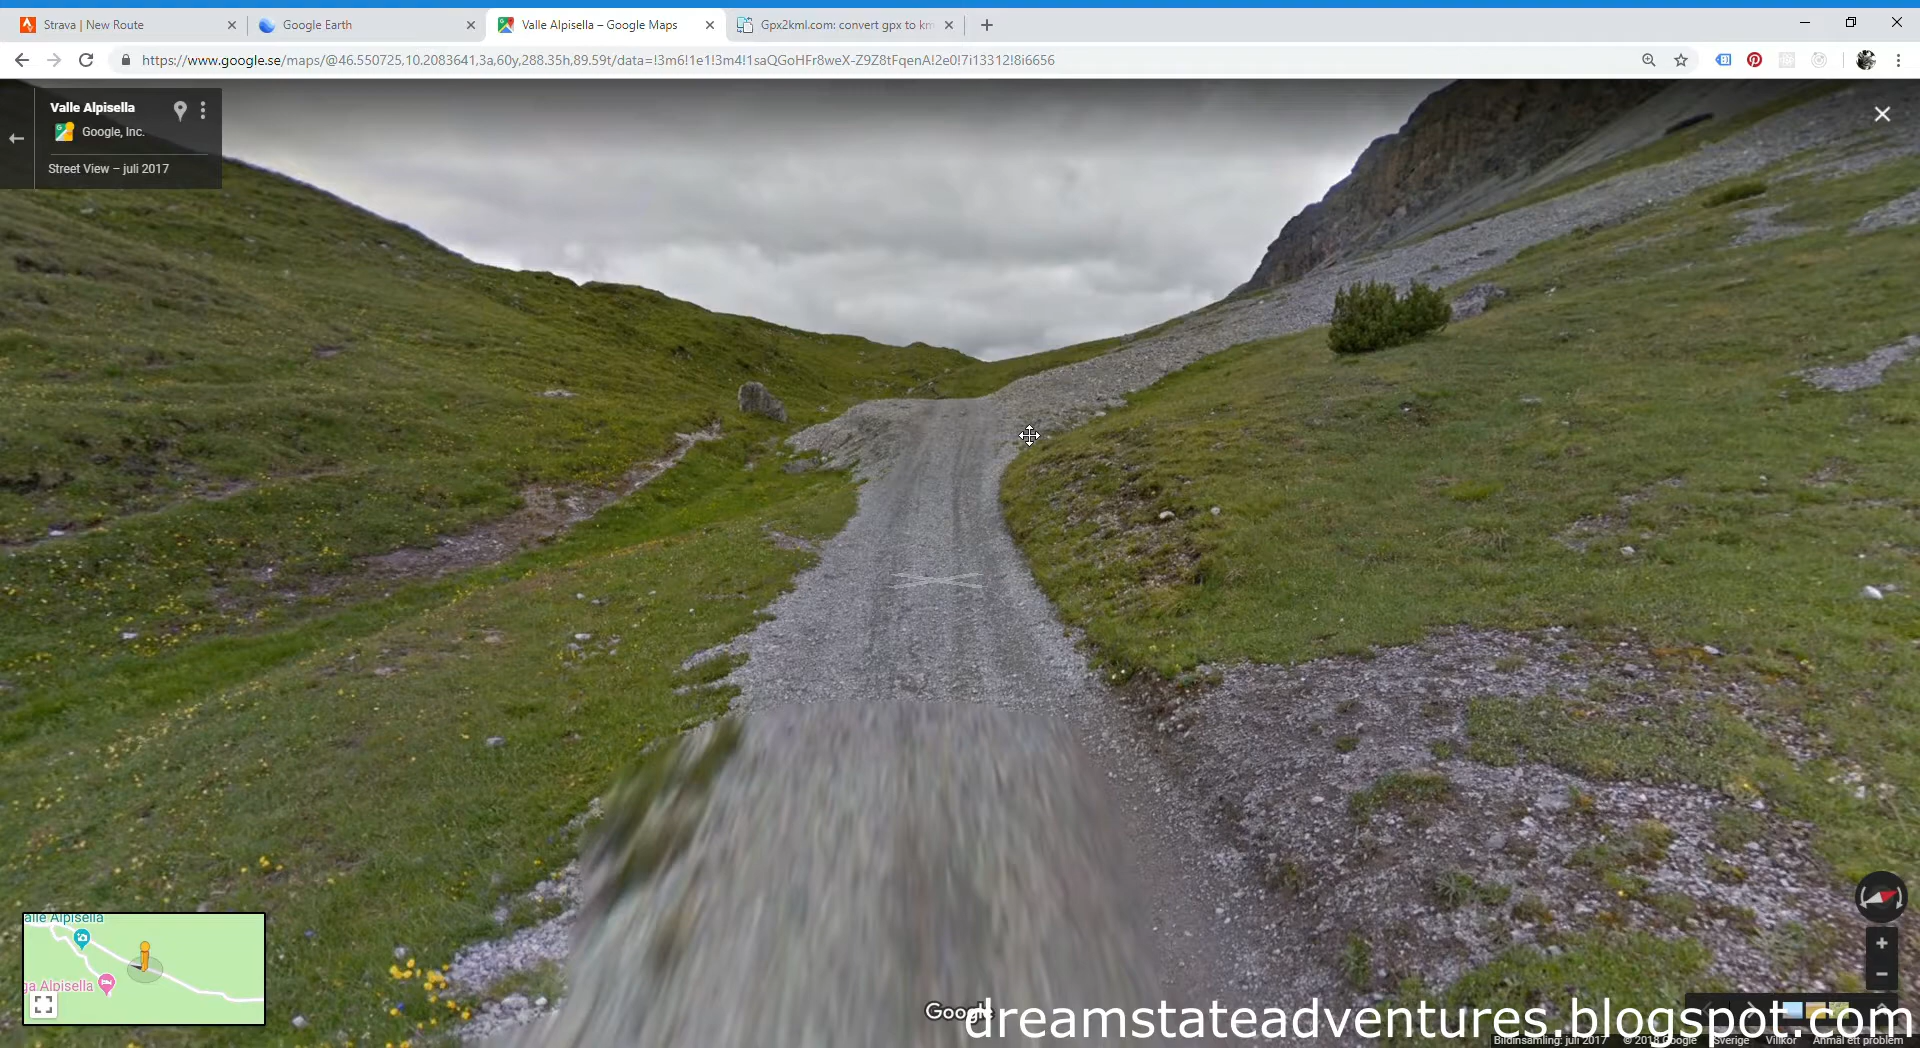 Strava | New Route
Google Earth
Valle Alpisella – Google Maps
Gpx2kml.com: convert gpx to km
https://www.google.se/maps/@46.550725,10.2083641,3a,60y,288.35h,89.59t/data=!3m6!1e1!3m4!1saQGoHFr8weX-Z9Z8tFqenA!2e0!7i13312!8i6656
Valle Alpisella
Google, Inc.
Street View – juli 2017
alle Alpisella
ga Alpisella
Google
dreamstateadventures.blogspot.com
Bildinsamling: juli 2017 © 2018 Google Sverige Villkor Anmäl ett problem